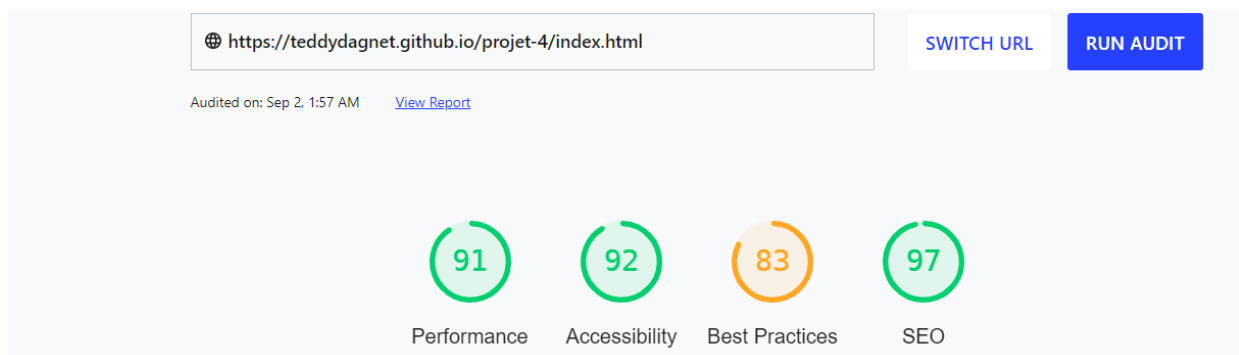 https://teddydagnet.github.io/projet-4/index.html SWITCH URL RUN AUDIT
Audited on: Sep 2, 1:57 AM View Report
91 92 83 97
Performance Accessibility Best Practices SEO